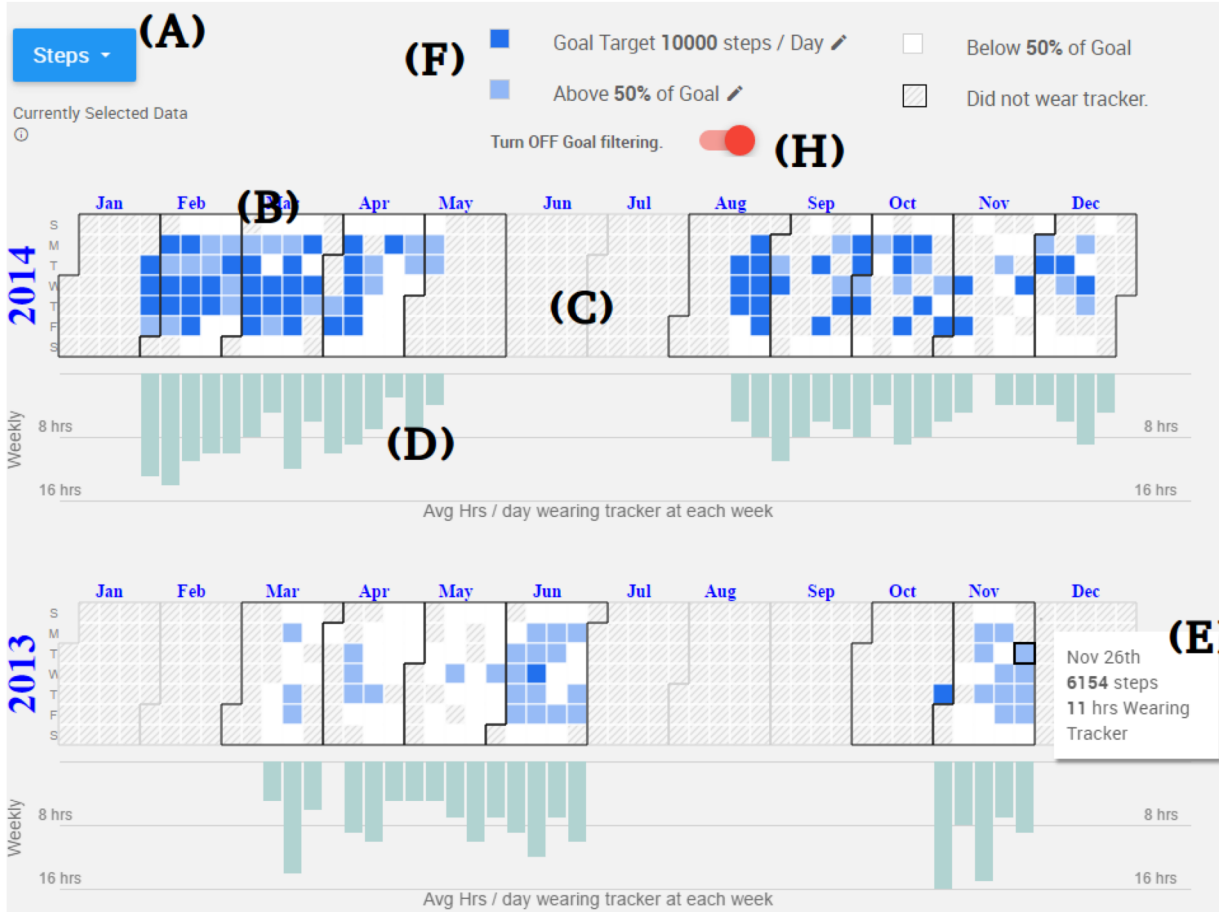 (A)
Steps
Currently Selected Data
(F)
Goal Target 10000 steps / Day
Above 50% of Goal
Below 50% of Goal
Did not wear tracker.
Turn OFF Goal filtering.
(H)
(B)
Jan Feb Mar Apr May Jun Jul Aug Sep Oct Nov Dec
2014
S
M
T
W
T
F
S
(C)
(D)
Weekly
8 hrs 8 hrs
16 hrs 16 hrs
Avg Hrs / day wearing tracker at each week
Jan Feb Mar Apr May Jun Jul Aug Sep Oct Nov Dec
2013
S
M
T
W
T
F
S
(E)
Nov 26th
6154 steps
11 hrs Wearing
Tracker
Weekly
8 hrs 8 hrs
16 hrs 16 hrs
Avg Hrs / day wearing tracker at each week